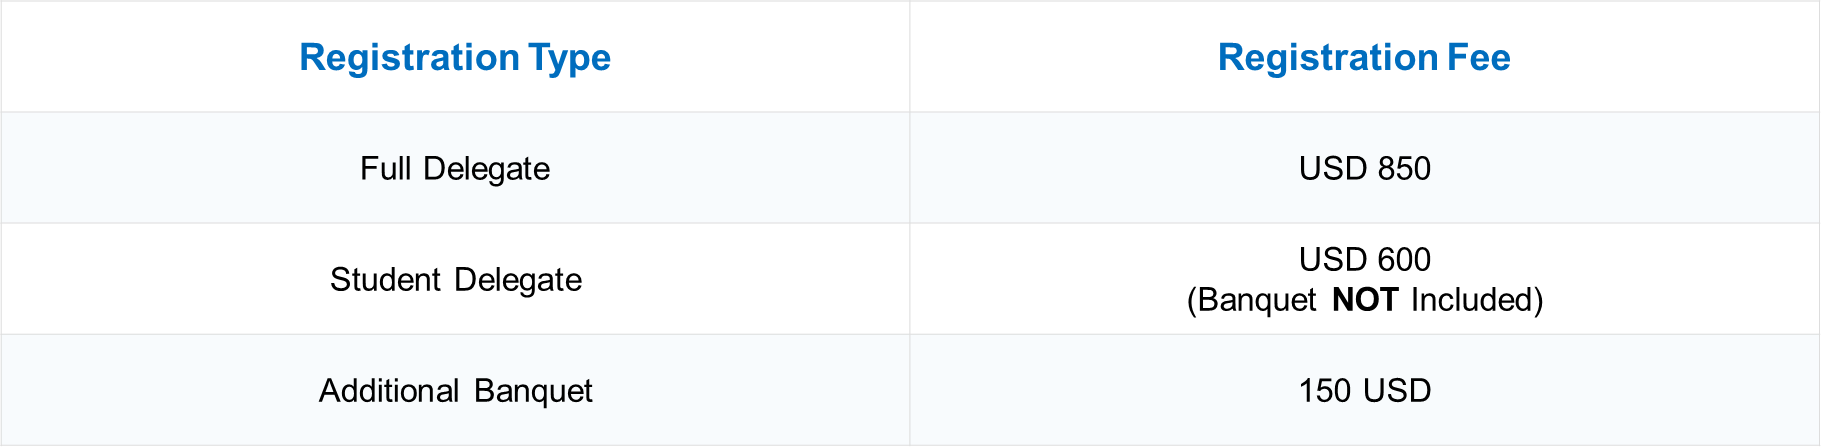 Registration Type
Registration Fee
Full Delegate
USD 850
Student Delegate
USD 600
(Banquet NOT Included)
Additional Banquet
150 USD